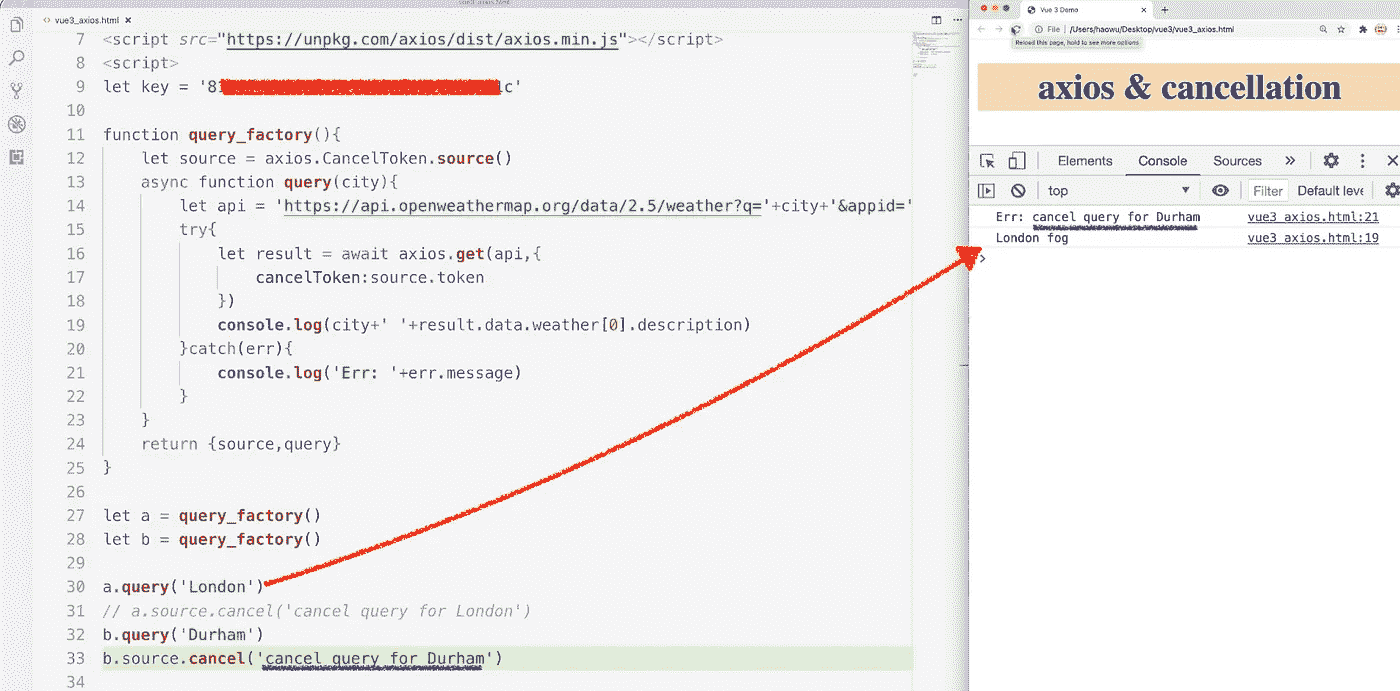 vue3_axios.html
7 <script src="https://unpkg.com/axios/dist/axios.min.js"></script>
8 <script>
9 let key = '81 1c'
10
11 function query_factory(){
12 let source = axios.CancelToken.source()
13 async function query(city){
14 let api = 'https://api.openweathermap.org/data/2.5/weather?q='+city+'&appid='
15 try{
16 let result = await axios.get(api,{
17 cancelToken:source.token
18 })
19 console.log(city+' '+result.data.weather[0].description)
20 }catch(err){
21 console.log('Err: '+err.message)
22 }
23 }
24 return {source,query}
25 }
26
27 let a = query_factory()
28 let b = query_factory()
29
30 a.query('London')
31 // a.source.cancel('cancel query for London')
32 b.query('Durham')
33 b.source.cancel('cancel query for Durham')
34
Vue 3 Demo
File /Users/haowu/Desktop/vue3/vue3_axios.html
Reload this page, hold to see more options
axios & cancellation
Elements Console Sources
top Filter Default leve
Err: cancel query for Durham vue3 axios.html:21
London fog vue3 axios.html:19